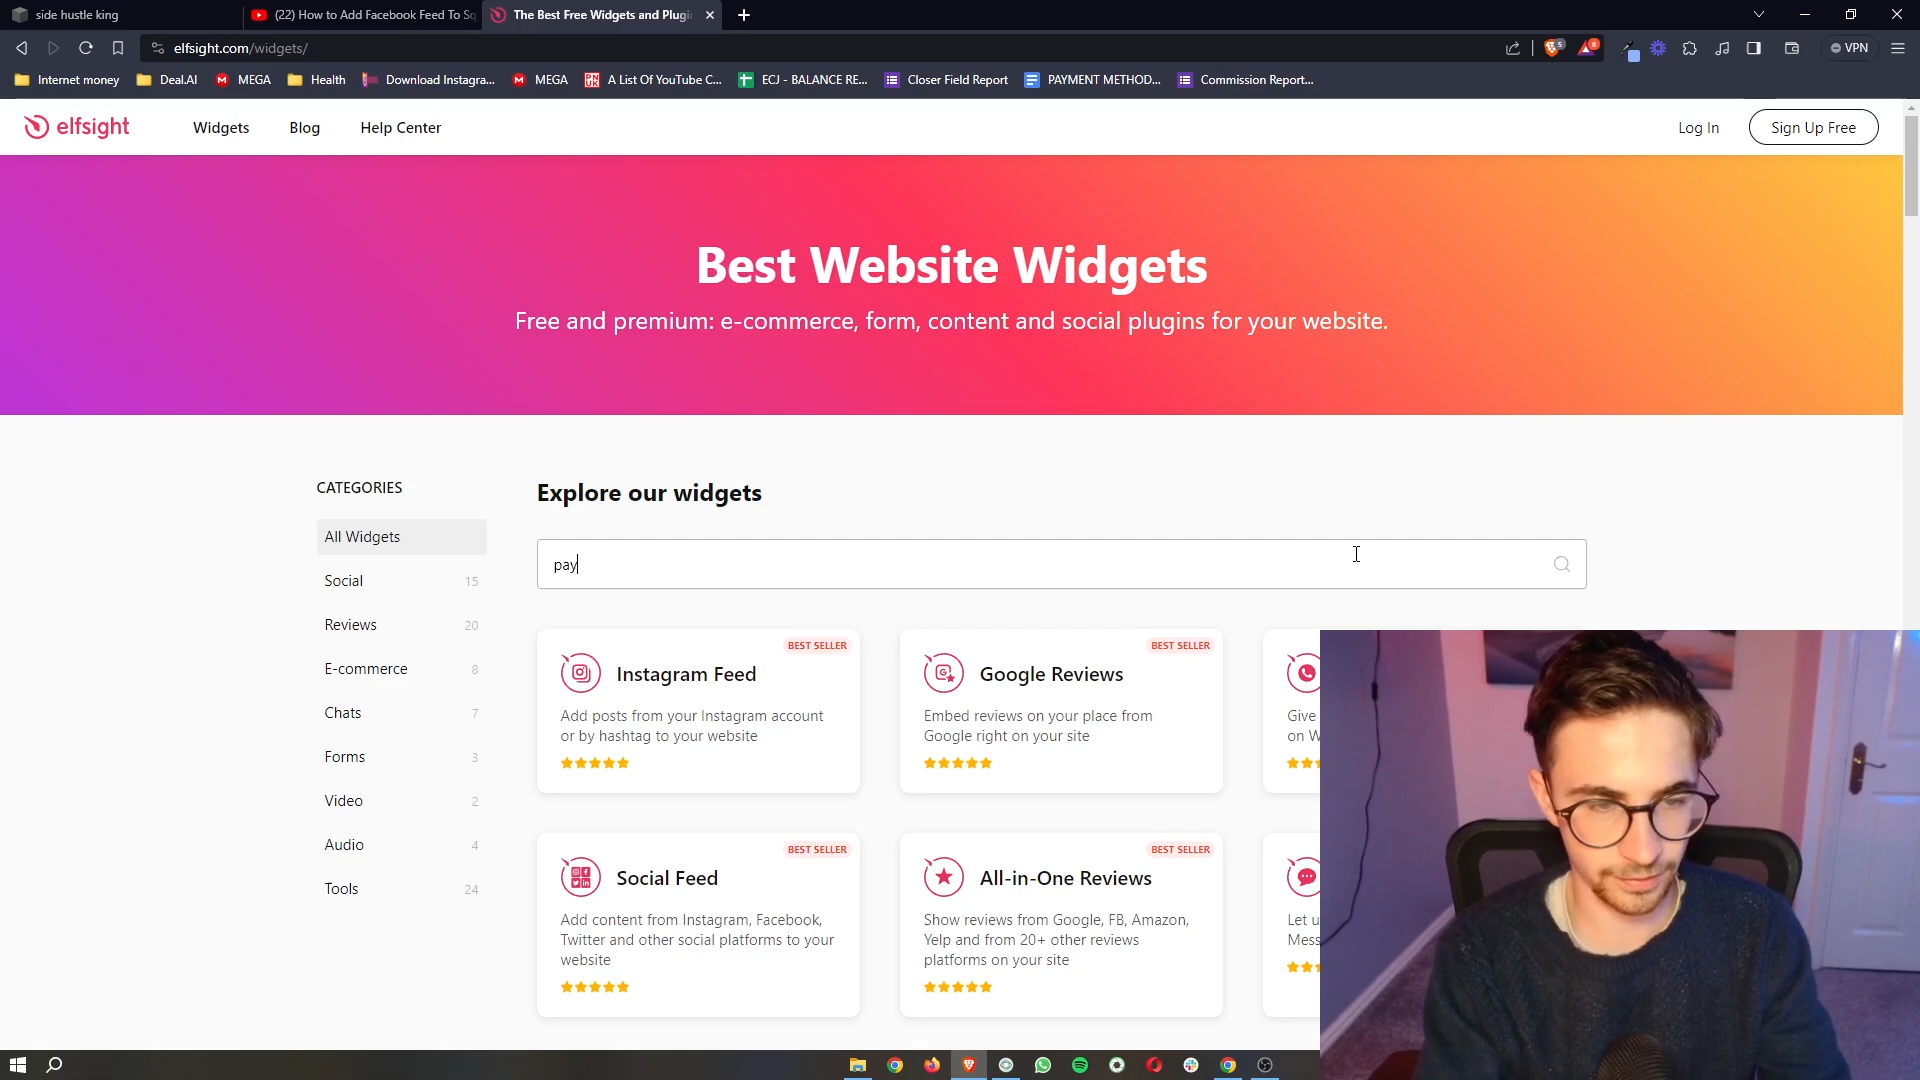 side hustle king
(22) How to Add Facebook Feed To Sq
The Best Free Widgets and Plugi
elfsight.com/widgets/
VPN
Internet money
Deal.AI
MEGA
Health
Download Instagra...
MEGA
A List Of YouTube C...
ECJ - BALANCE RE...
Closer Field Report
PAYMENT METHOD...
Commission Report...
elfsight
Widgets
Blog
Help Center
Log In
Sign Up Free
Best Website Widgets
Free and premium: e-commerce, form, content and social plugins for your website.
CATEGORIES
All Widgets
Social 15
Reviews 20
E-commerce 8
Chats 7
Forms 3
Video 2
Audio 4
Tools 24
Explore our widgets
pay
BEST SELLER
Instagram Feed
Add posts from your Instagram account
or by hashtag to your website
BEST SELLER
Google Reviews
Embed reviews on your place from
Google right on your site
Give
on W
BEST SELLER
Social Feed
Add content from Instagram, Facebook,
Twitter and other social platforms to your
website
BEST SELLER
All-in-One Reviews
Show reviews from Google, FB, Amazon,
Yelp and from 20+ other reviews
platforms on your site
Let u
Mess